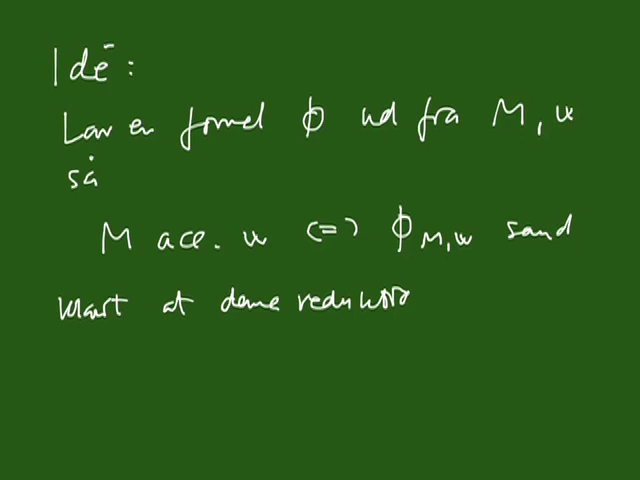 Idé:
Lav en formel ϕ ud fra M, w
så
M acc. w <=> ϕ_{M,w} sand
klart at denne reduktion